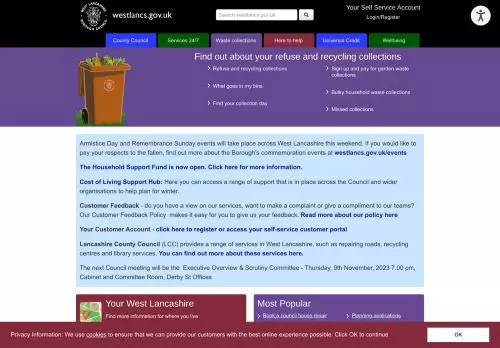 WEST LANCASHIRE
BOROUGH COUNCIL
westlancs.gov.uk
Search westlancs.gov.uk
Your Self Service Account
Login/Register
County Council
Services 24/7
Waste collections
Here to help
Universal Credit
Wellbeing
Find out about your refuse and recycling collections
Refuse and recycling collections
Sign up and pay for garden waste
collections
What goes in my bins
Bulky household waste collections
Find your collection day
Missed collections
Armistice Day and Remembrance Sunday events will take place across West Lancashire this weekend. If you would like to
pay your respects to the fallen, find out more about the Borough's commemoration events at westlancs.gov.uk/events
The Household Support Fund is now open. Click here for more information.
Cost of Living Support Hub: Here you can access a range of support that is in place across the Council and wider
organisations to help plan for winter.
Customer Feedback - do you have a view on our services, want to make a complaint or give a compliment to our teams?
Our Customer Feedback Policy makes it easy for you to give us your feedback. Read more about our policy here
Your Customer Account - click here to register or access your self-service customer portal
Lancashire County Council (LCC) provides a range of services in West Lancashire, such as repairing roads, recycling
centres and library services. You can find out more about these services here.
The next Council meeting will be the Executive Overview & Scrutiny Committee - Thursday, 9th November, 2023 7.00 pm,
Cabinet and Committee Room, Derby St Offices
Your West Lancashire
Find more information for where you live
Most Popular
Book a council house repair
Planning applications
Privacy Information: We use cookies to ensure that we can provide our customers with the best online experience possible. Click OK to continue
OK